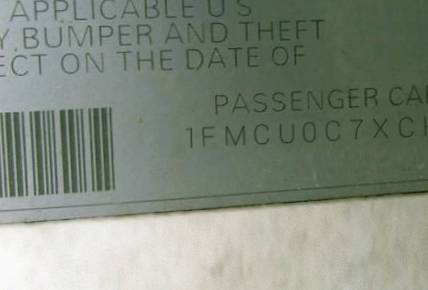 APPLICABLE U S
Y, BUMPER AND THEFT
ECT ON THE DATE OF
PASSENGER CA
1FMCU0C7XC